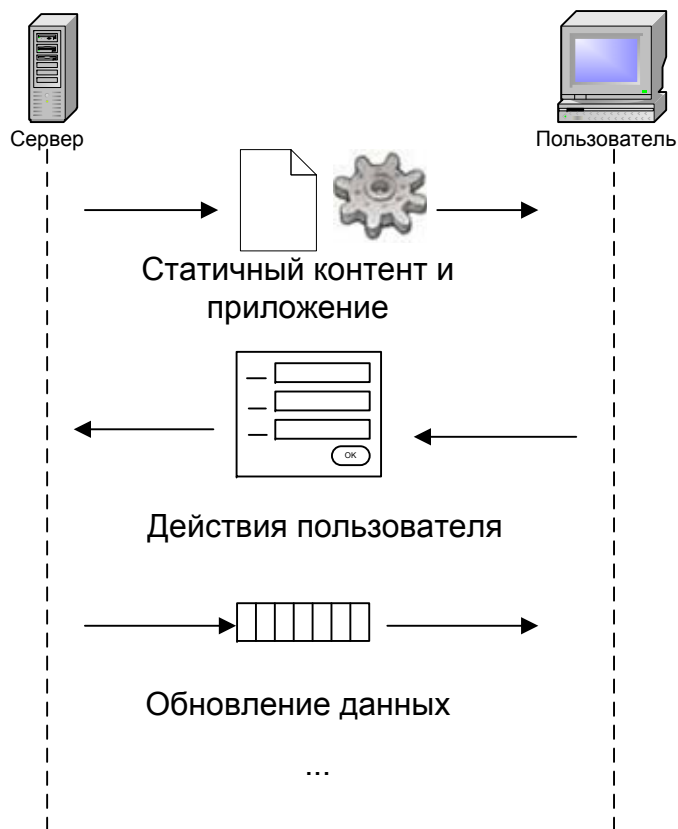 Сервер
Пользователь
Статичный контент и
приложение
OK
Действия пользователя
Обновление данных
...